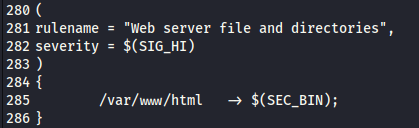 280 (
281 rulename = "Web server file and directories",
282 severity = $(SIG_HI)
283 )
284 {
285         /var/www/html   -> $(SEC_BIN);
286 }